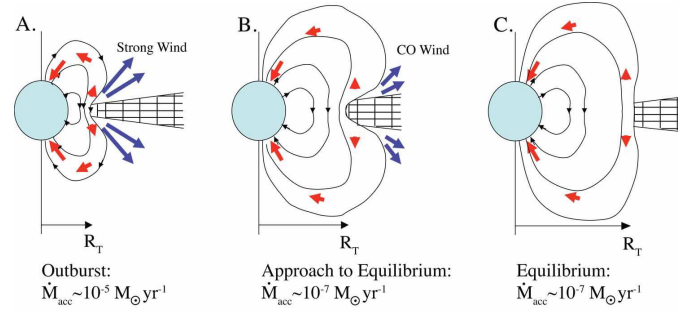 A.
Strong Wind
R_T
Outburst:
Ṁ_acc~10^-5 M_⊙ yr^-1
B.
CO Wind
R_T
Approach to Equilibrium:
Ṁ_acc~10^-7 M_⊙ yr^-1
C.
R_T
Equilibrium:
Ṁ_acc~10^-7 M_⊙ yr^-1